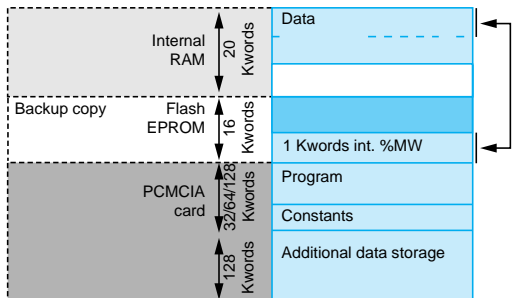 Data
Internal
RAM
20
Kwords
Backup copy
Flash
EPROM
16
Kwords
1 Kwords int. %MW
PCMCIA
card
32/64/128
Kwords
Program
Constants
128
Kwords
Additional data storage